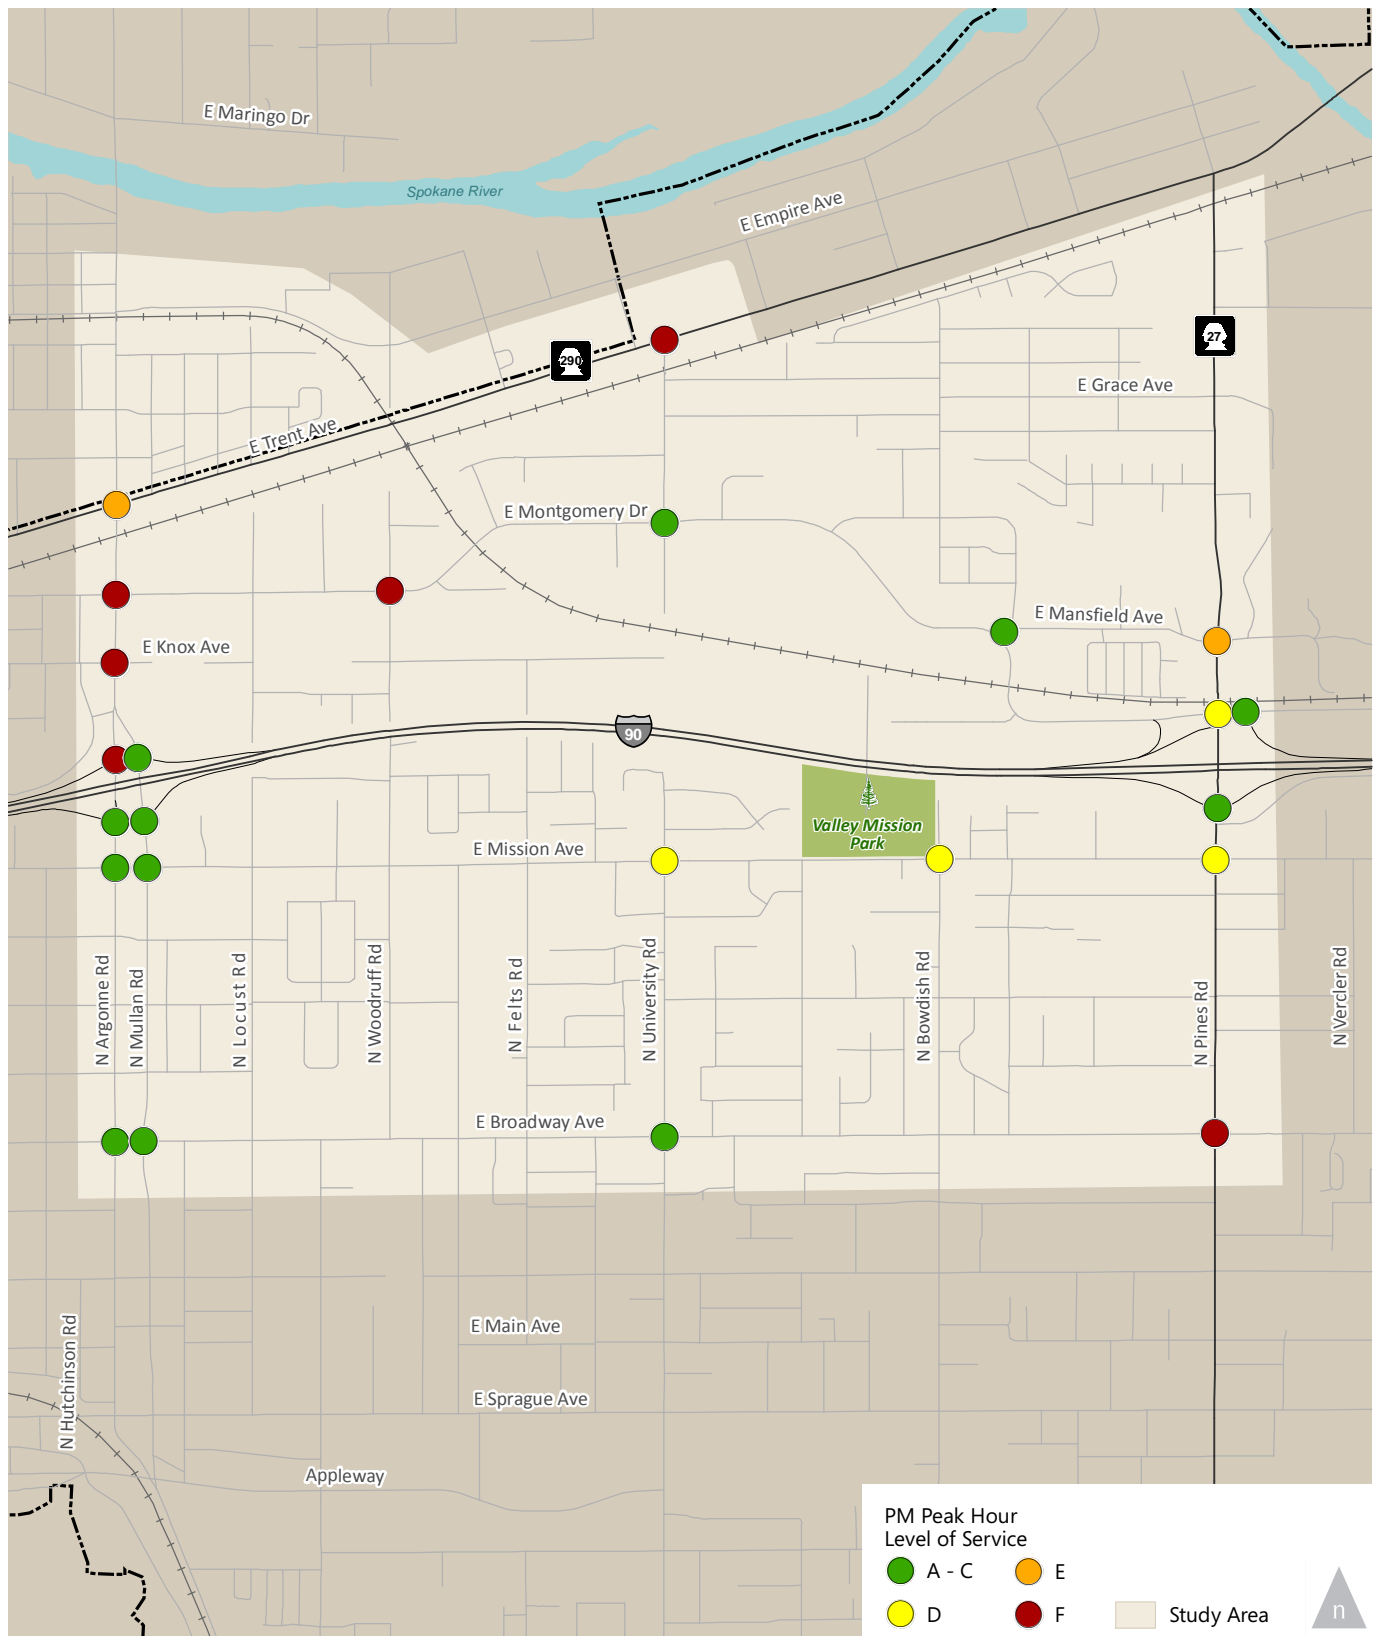 E Maringo Dr
Spokane River
E Empire Ave
27
290
E Grace Ave
E Trent Ave
E Montgomery Dr
E Mansfield Ave
E Knox Ave
90
Valley Mission
Park
E Mission Ave
N Argonne Rd
N Mullan Rd
N Locust Rd
N Woodruff Rd
N Felts Rd
N University Rd
N Bowdish Rd
N Pines Rd
N Vercler Rd
E Broadway Ave
E Main Ave
N Hutchinson Rd
E Sprague Ave
Appleway
PM Peak Hour
Level of Service
A - C
E
D
F
Study Area
n